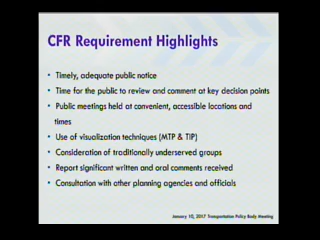 CFR Requirement Highlights
• Timely, adequate public notice
• Time for the public to review and comment at key decision points
• Public meetings held at convenient, accessible locations and
times
• Use of visualization techniques (MTP & TIP)
• Consideration of traditionally underserved groups
• Report significant written and oral comments received
• Consultation with other planning agencies and officials
January 10, 2017 Transportation Policy Body Meeting